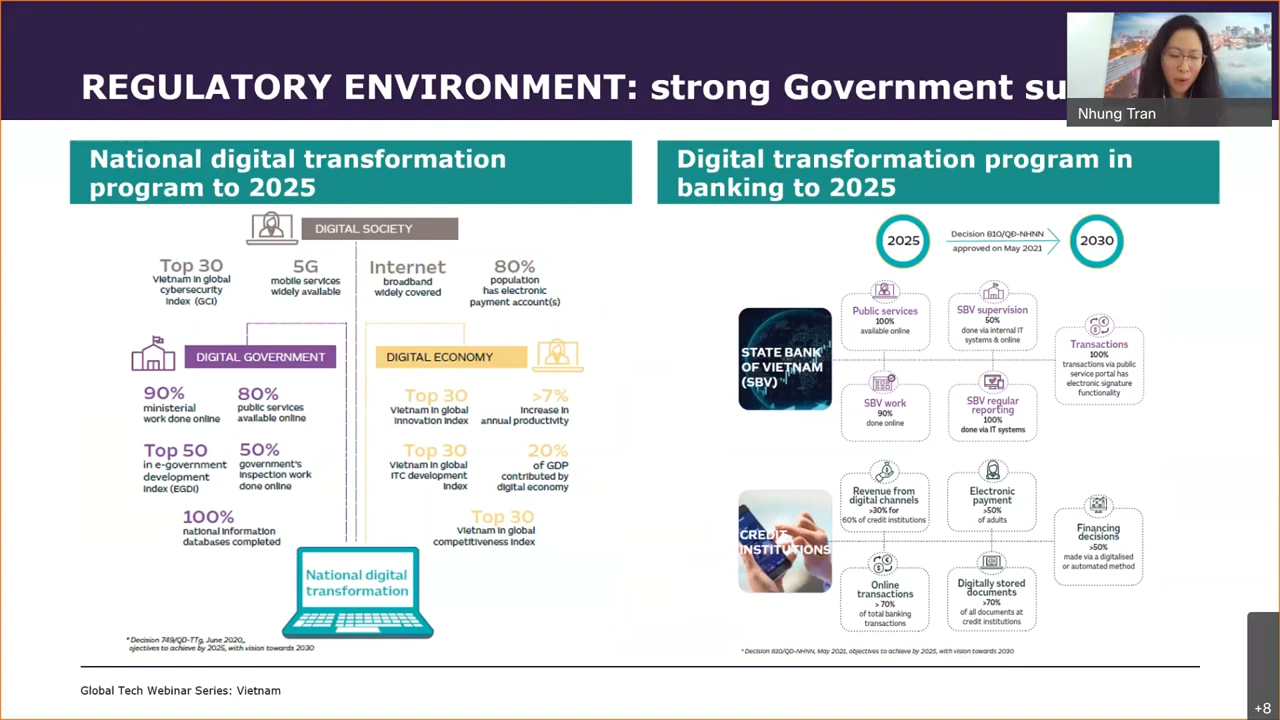 REGULATORY ENVIRONMENT: strong Government su
Nhung Tran
National digital transformation
program to 2025
DIGITAL SOCIETY
Top 30
Vietnam in global
cybersecurity
index (GCI)
5G
mobile services
widely available
Internet
broadband
widely covered
80%
population
has electronic
payment account(s)
DIGITAL GOVERNMENT
90%
ministerial
work done online
80%
public services
available online
Top 50
in e-government
development
index (EGDI)
50%
government's
inspection work
done online
100%
national information
databases completed
DIGITAL ECONOMY
Top 30
Vietnam in global
innovation index
>7%
increase in
annual productivity
Top 30
Vietnam in global
ITC development
index
20%
of GDP
contributed by
digital economy
Top 30
Vietnam in global
competitiveness index
National digital
transformation
* Decision 749/QD-TTg, June 2020,,
ojectives to achieve by 2025, with vision towards 2030
Digital transformation program in
banking to 2025
2025
Decision 810/QĐ-NHNN
approved on May 2021
2030
STATE BANK
OF VIETNAM
(SBV)
Public services
100%
available online
SBV supervision
50%
done via internal IT
systems & online
Transactions
100%
transactions via public
service portal has
electronic signature
functionality
SBV work
90%
done online
SBV regular
reporting
100%
done via IT systems
CREDIT
INSTITUTIONS
Revenue from
digital channels
>30% for
60% of credit institutions
Electronic
payment
>50%
of adults
Financing
decisions
>50%
made via a digitalised
or automated method
Online
transactions
> 70%
of total banking
transactions
Digitally stored
documents
>70%
of all documents at
credit institutions
* Decision 810/QD-NHNN, May 2021, objectives to achieve by 2025, with vision towards 2030
Global Tech Webinar Series: Vietnam
+8